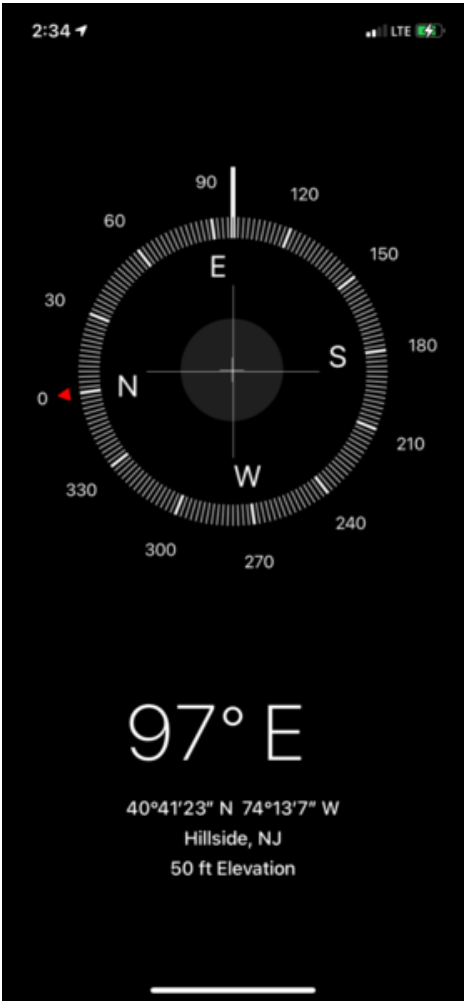 2:34 LTE
90
120
60
E
150
30
S
180
0
N
210
330
W
240
300
270
97° E
40°41′23″ N 74°13′7″ W
Hillside, NJ
50 ft Elevation